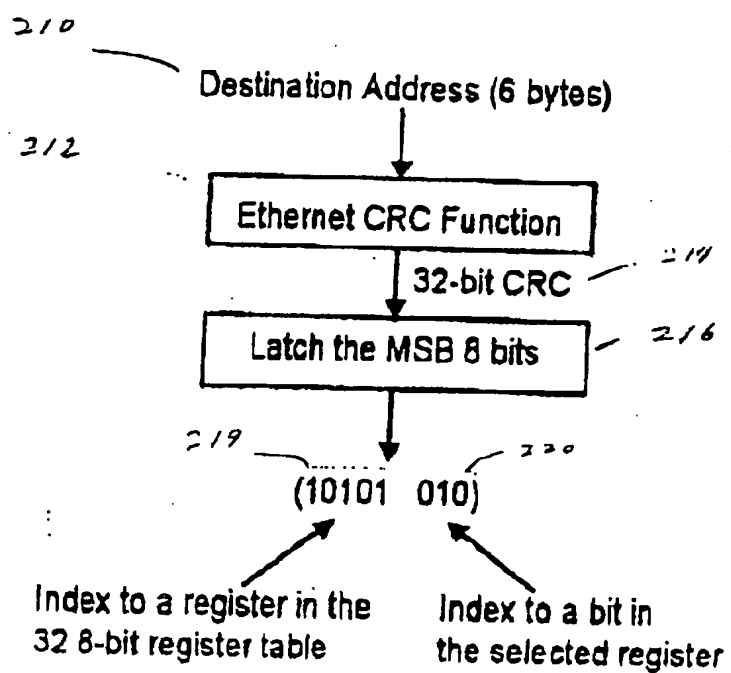 210
Destination Address (6 bytes)
212
Ethernet CRC Function
32-bit CRC
214
Latch the MSB 8 bits
216
219
220
(10101 010)
Index to a register in the
32 8-bit register table
Index to a bit in
the selected register